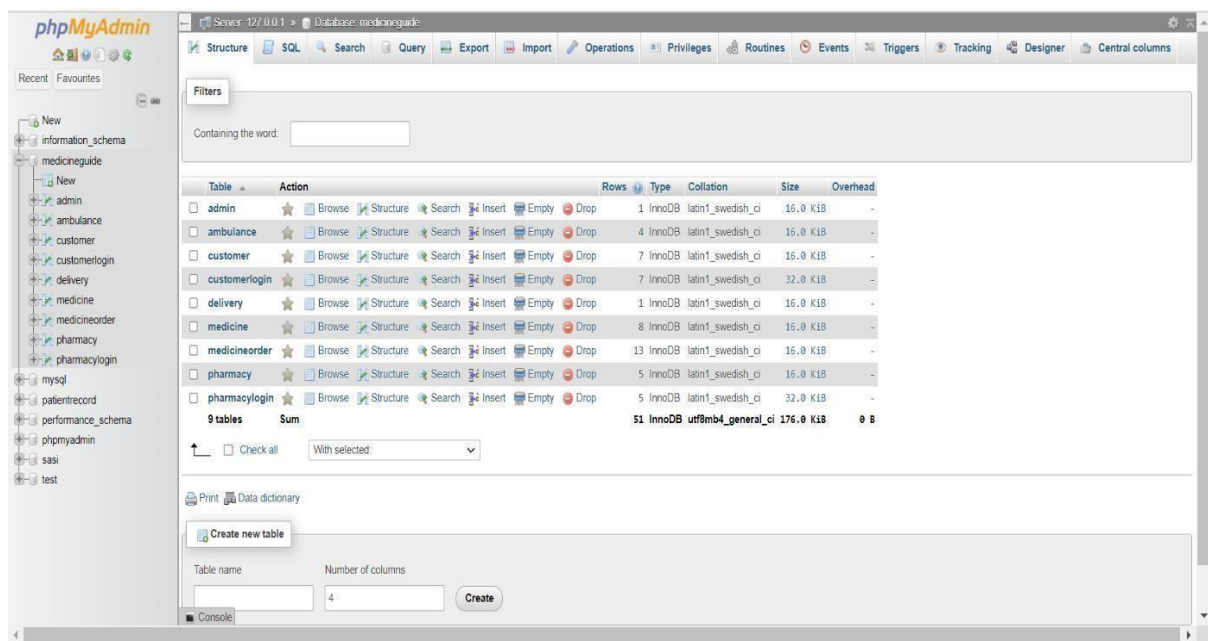 phpMyAdmin
Recent Favourites
New
information_schema
medicineguide
New
admin
ambulance
customer
customerlogin
delivery
medicine
medicineorder
pharmacy
pharmacylogin
mysql
patientrecord
performance_schema
phpmyadmin
sasi
test
Server: 127.0.0.1 » Database: medicineguide
Structure SQL Search Query Export Import Operations Privileges Routines Events Triggers Tracking Designer Central columns
Filters
Containing the word:
Table Action Rows Type Collation Size Overhead
admin Browse Structure Search Insert Empty Drop 1 InnoDB latin1_swedish_ci 16.0 KiB -
ambulance Browse Structure Search Insert Empty Drop 4 InnoDB latin1_swedish_ci 16.0 KiB -
customer Browse Structure Search Insert Empty Drop 7 InnoDB latin1_swedish_ci 16.0 KiB -
customerlogin Browse Structure Search Insert Empty Drop 7 InnoDB latin1_swedish_ci 32.0 KiB -
delivery Browse Structure Search Insert Empty Drop 1 InnoDB latin1_swedish_ci 16.0 KiB -
medicine Browse Structure Search Insert Empty Drop 8 InnoDB latin1_swedish_ci 16.0 KiB -
medicineorder Browse Structure Search Insert Empty Drop 13 InnoDB latin1_swedish_ci 16.0 KiB -
pharmacy Browse Structure Search Insert Empty Drop 5 InnoDB latin1_swedish_ci 16.0 KiB -
pharmacylogin Browse Structure Search Insert Empty Drop 5 InnoDB latin1_swedish_ci 32.0 KiB -
9 tables Sum 51 InnoDB utf8mb4_general_ci 176.0 KiB 0 B
Check all With selected:
Print Data dictionary
Create new table
Table name Number of columns
4 Create
Console